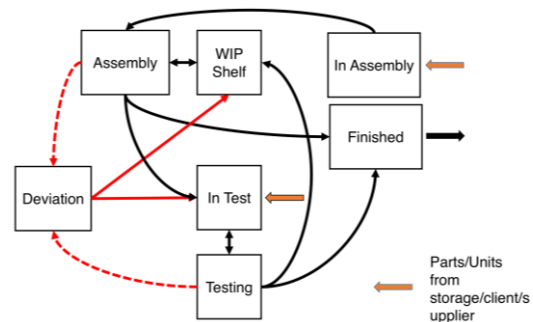 Assembly
WIP
Shelf
In Assembly
Finished
Deviation
In Test
Testing
Parts/Units
from
storage/client/s
upplier